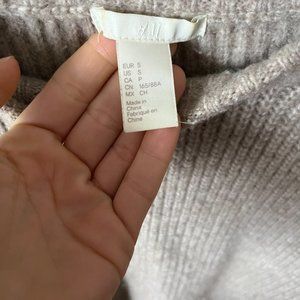 EUR S
US S
CA P
CN 165/88A
MX CH
Made in
China
Fabriqué en
Chine